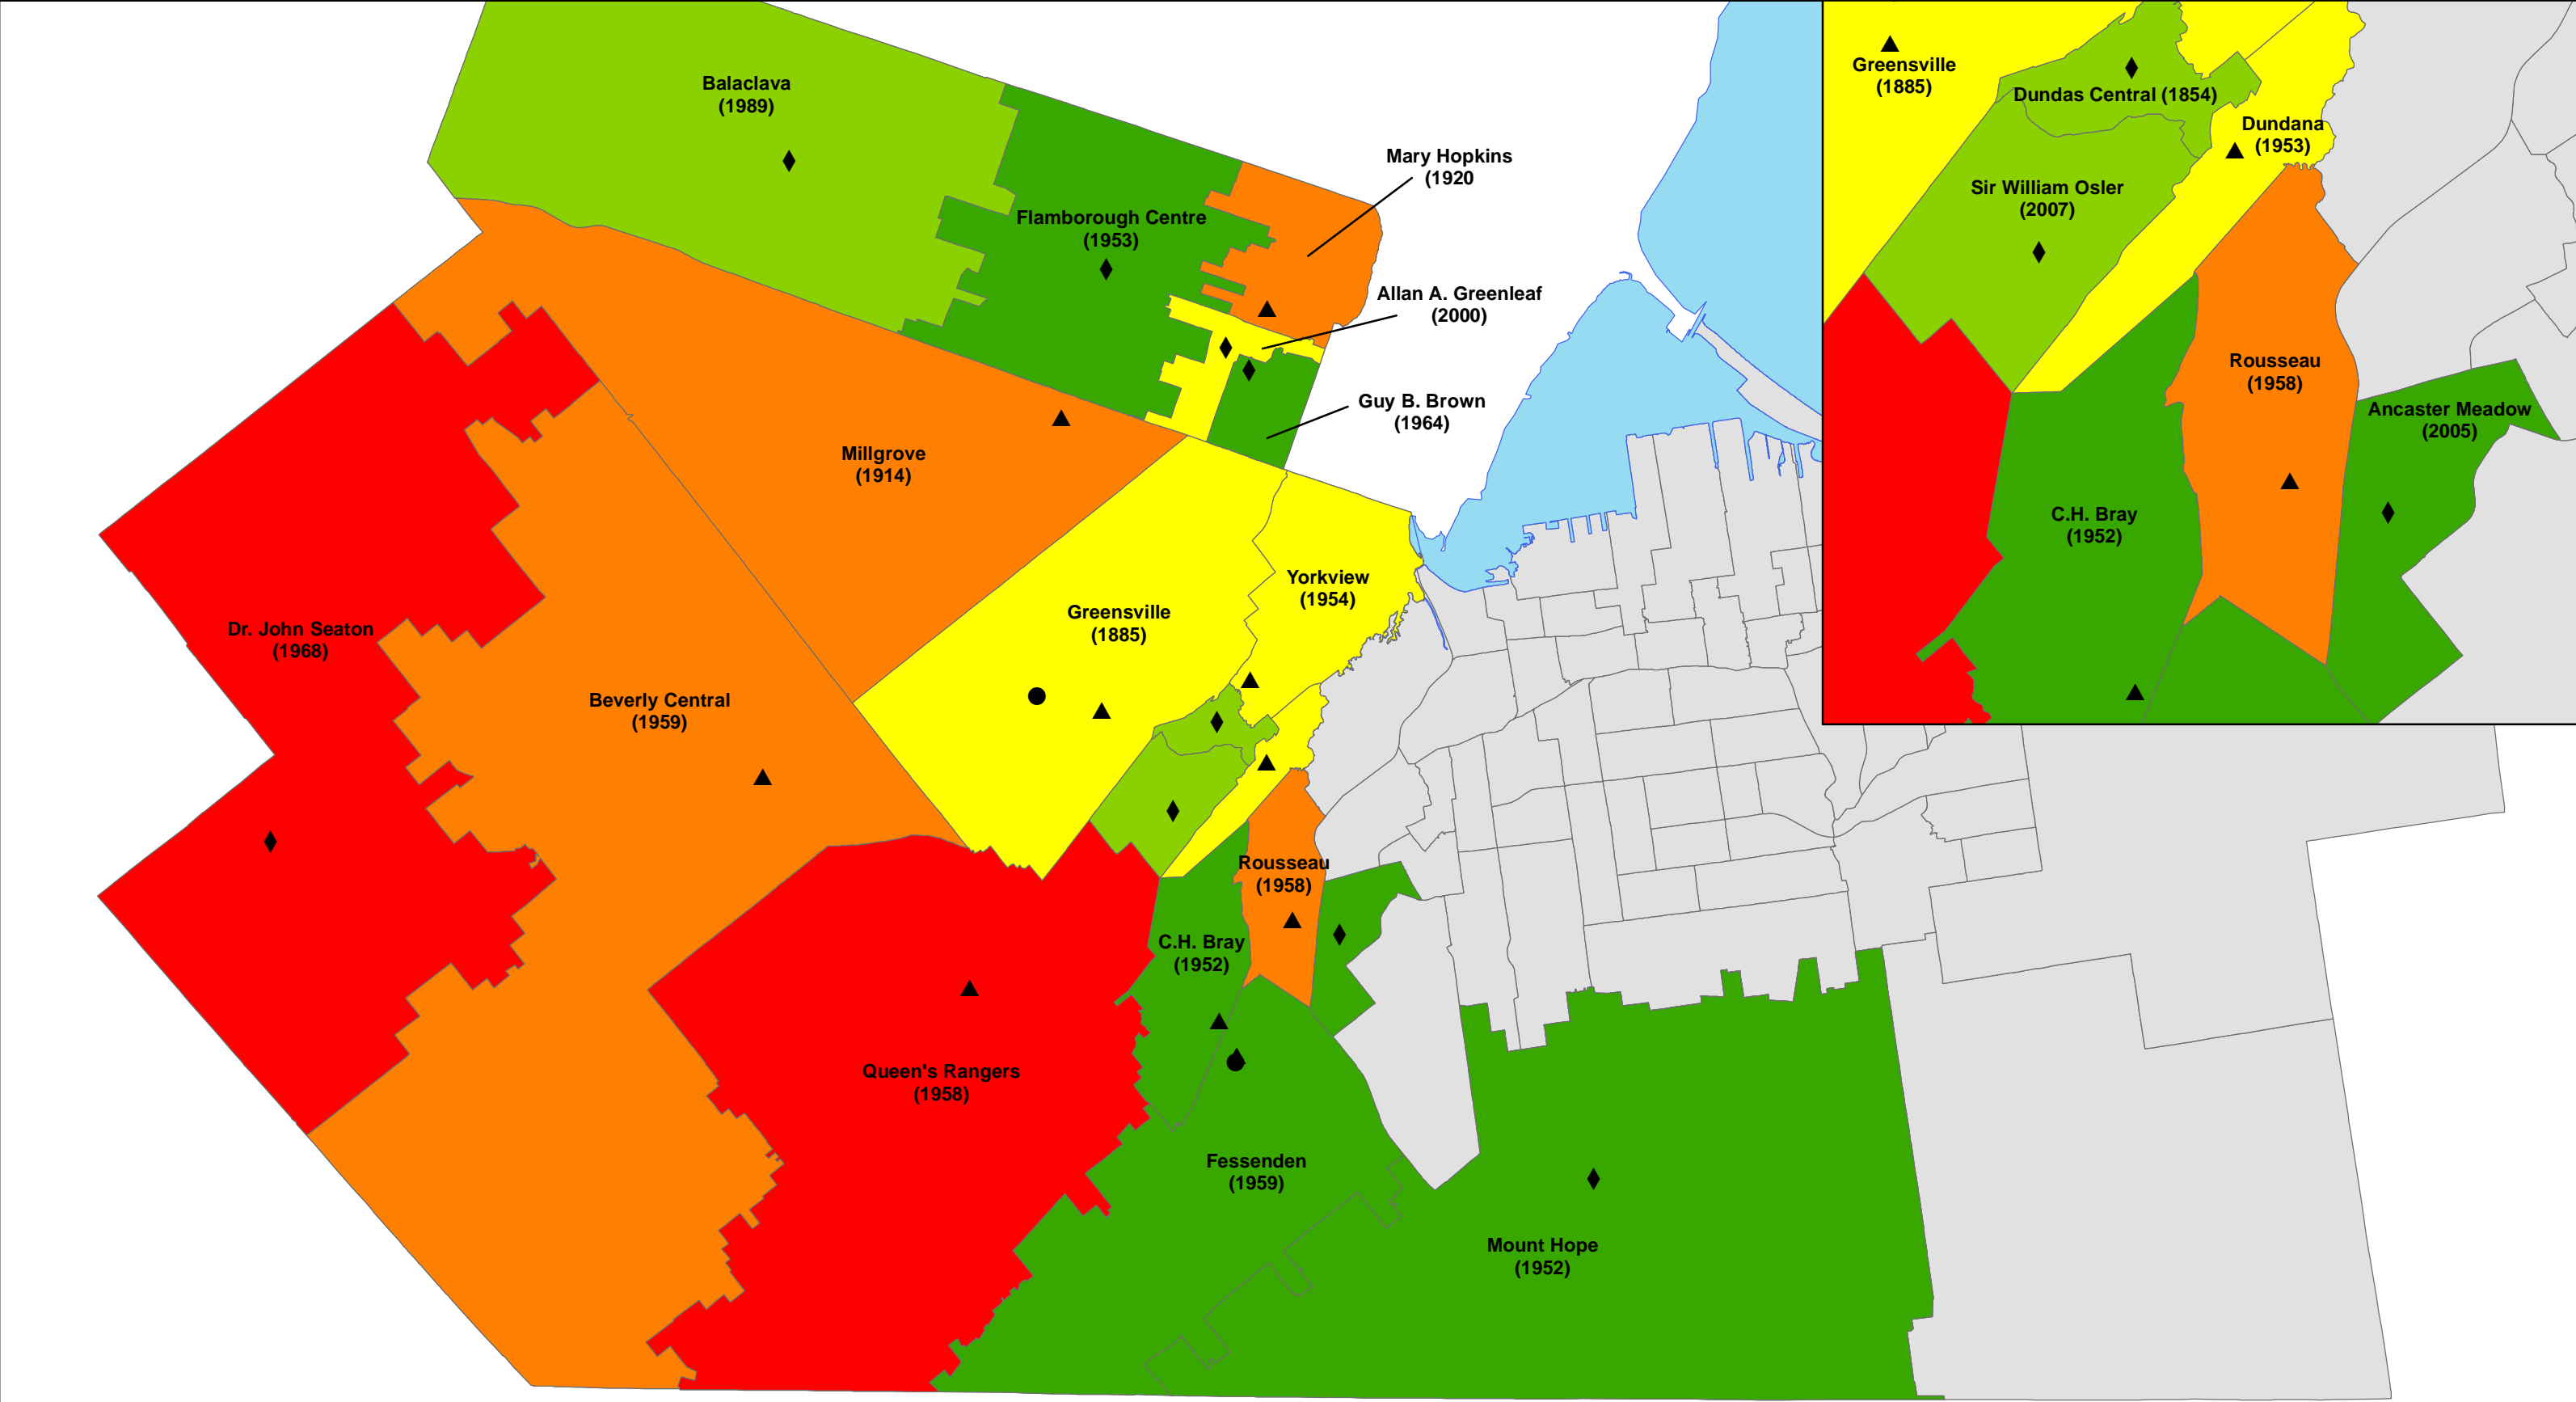 Balaclava
(1989)
Flamborough Centre
(1953)
Mary Hopkins
(1920
Allan A. Greenleaf
(2000)
Guy B. Brown
(1964)
Millgrove
(1914)
Greensville
(1885)
Yorkview
(1954)
Dr. John Seaton
(1968)
Beverly Central
(1959)
Rousseau
(1958)
C.H. Bray
(1952)
Queen's Rangers
(1958)
Fessenden
(1959)
Mount Hope
(1952)
Greensville
(1885)
Dundas Central (1854)
Dundana
(1953)
Sir William Osler
(2007)
Rousseau
(1958)
Ancaster Meadow
(2005)
C.H. Bray
(1952)